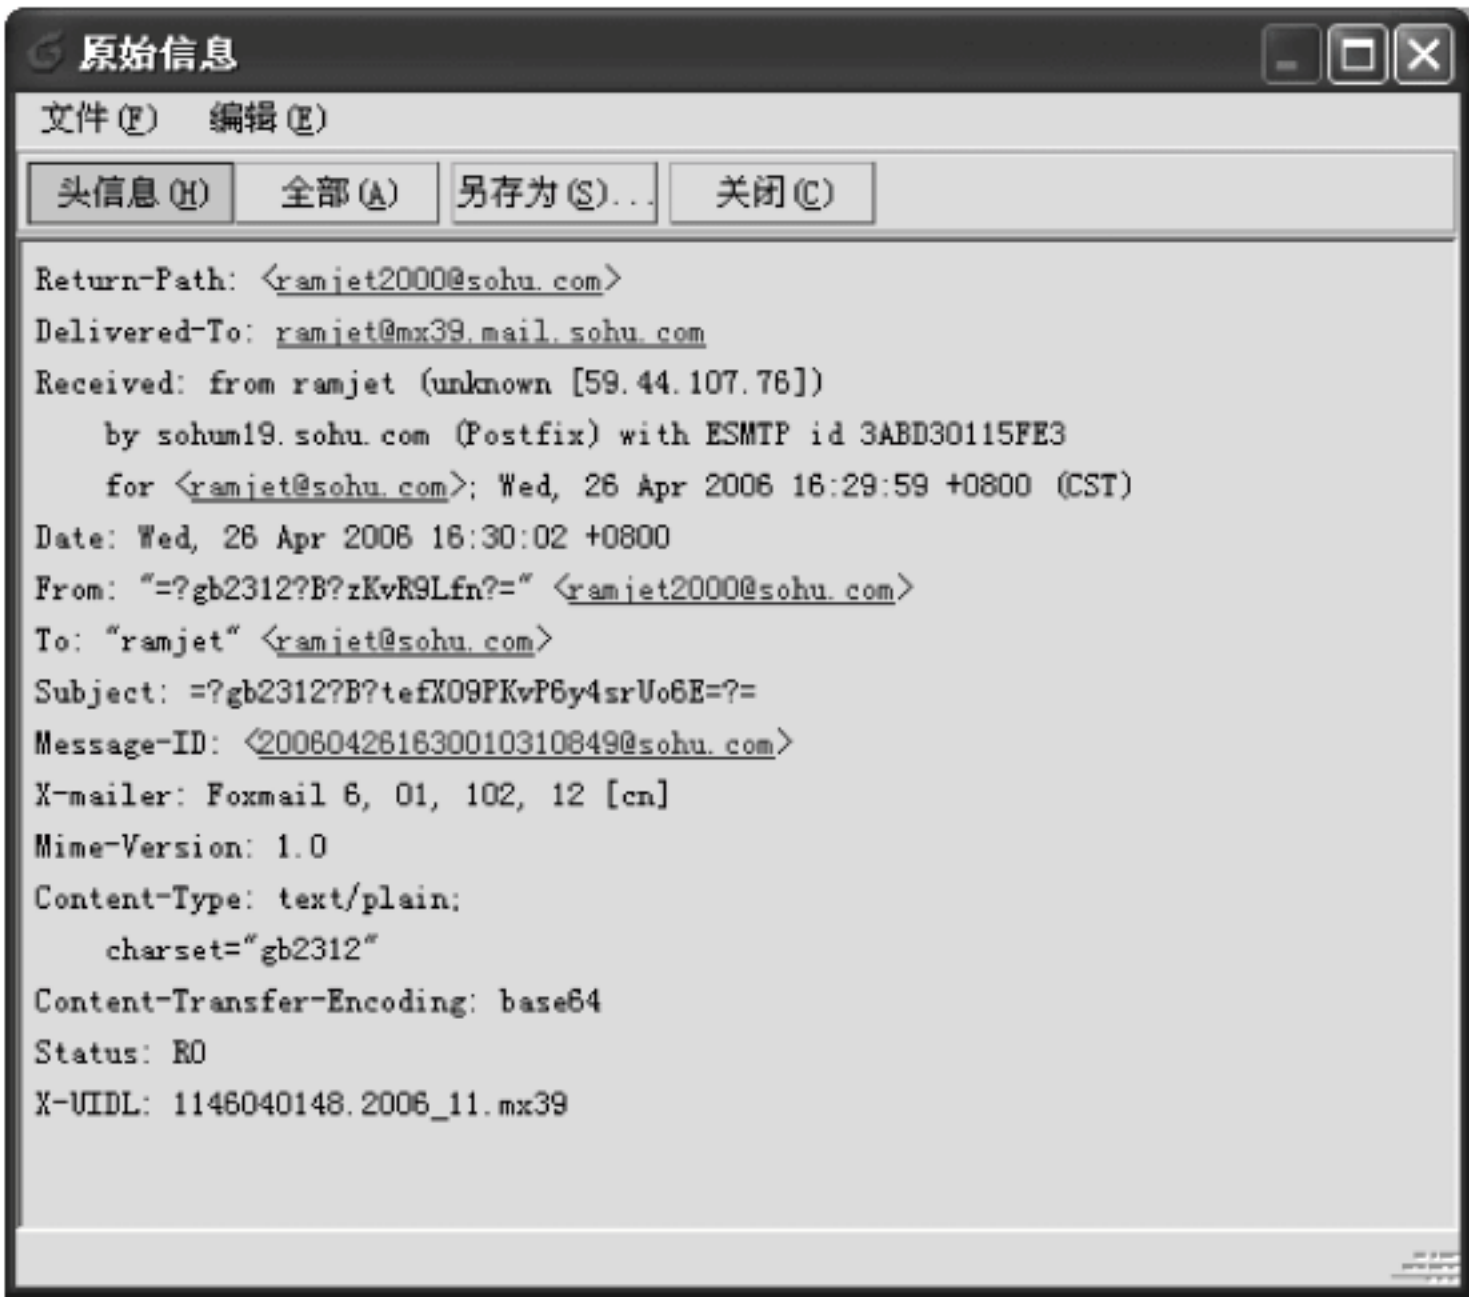 原始信息
文件(F) 编辑(E)
头信息(H) 全部(A) 另存为(S)... 关闭(C)
Return-Path: <ramjet2000@sohu.com>
Delivered-To: ramjet@mx39.mail.sohu.com
Received: from ramjet (unknown [59.44.107.76])
by sohum19.sohu.com (Postfix) with ESMTP id 3ABD30115FE3
for <ramjet@sohu.com>; Wed, 26 Apr 2006 16:29:59 +0800 (CST)
Date: Wed, 26 Apr 2006 16:30:02 +0800
From: "=?gb2312?B?zKvR9Lfn?=" <ramjet2000@sohu.com>
To: "ramjet" <ramjet@sohu.com>
Subject: =?gb2312?B?tefXO9PKvP6y4srUo6E=?=
Message-ID: <200604261630010310849@sohu.com>
X-mailer: Foxmail 6, 01, 102, 12 [cn]
Mime-Version: 1.0
Content-Type: text/plain;
charset="gb2312"
Content-Transfer-Encoding: base64
Status: RO
X-UIDL: 1146040148.2006_11.mx39